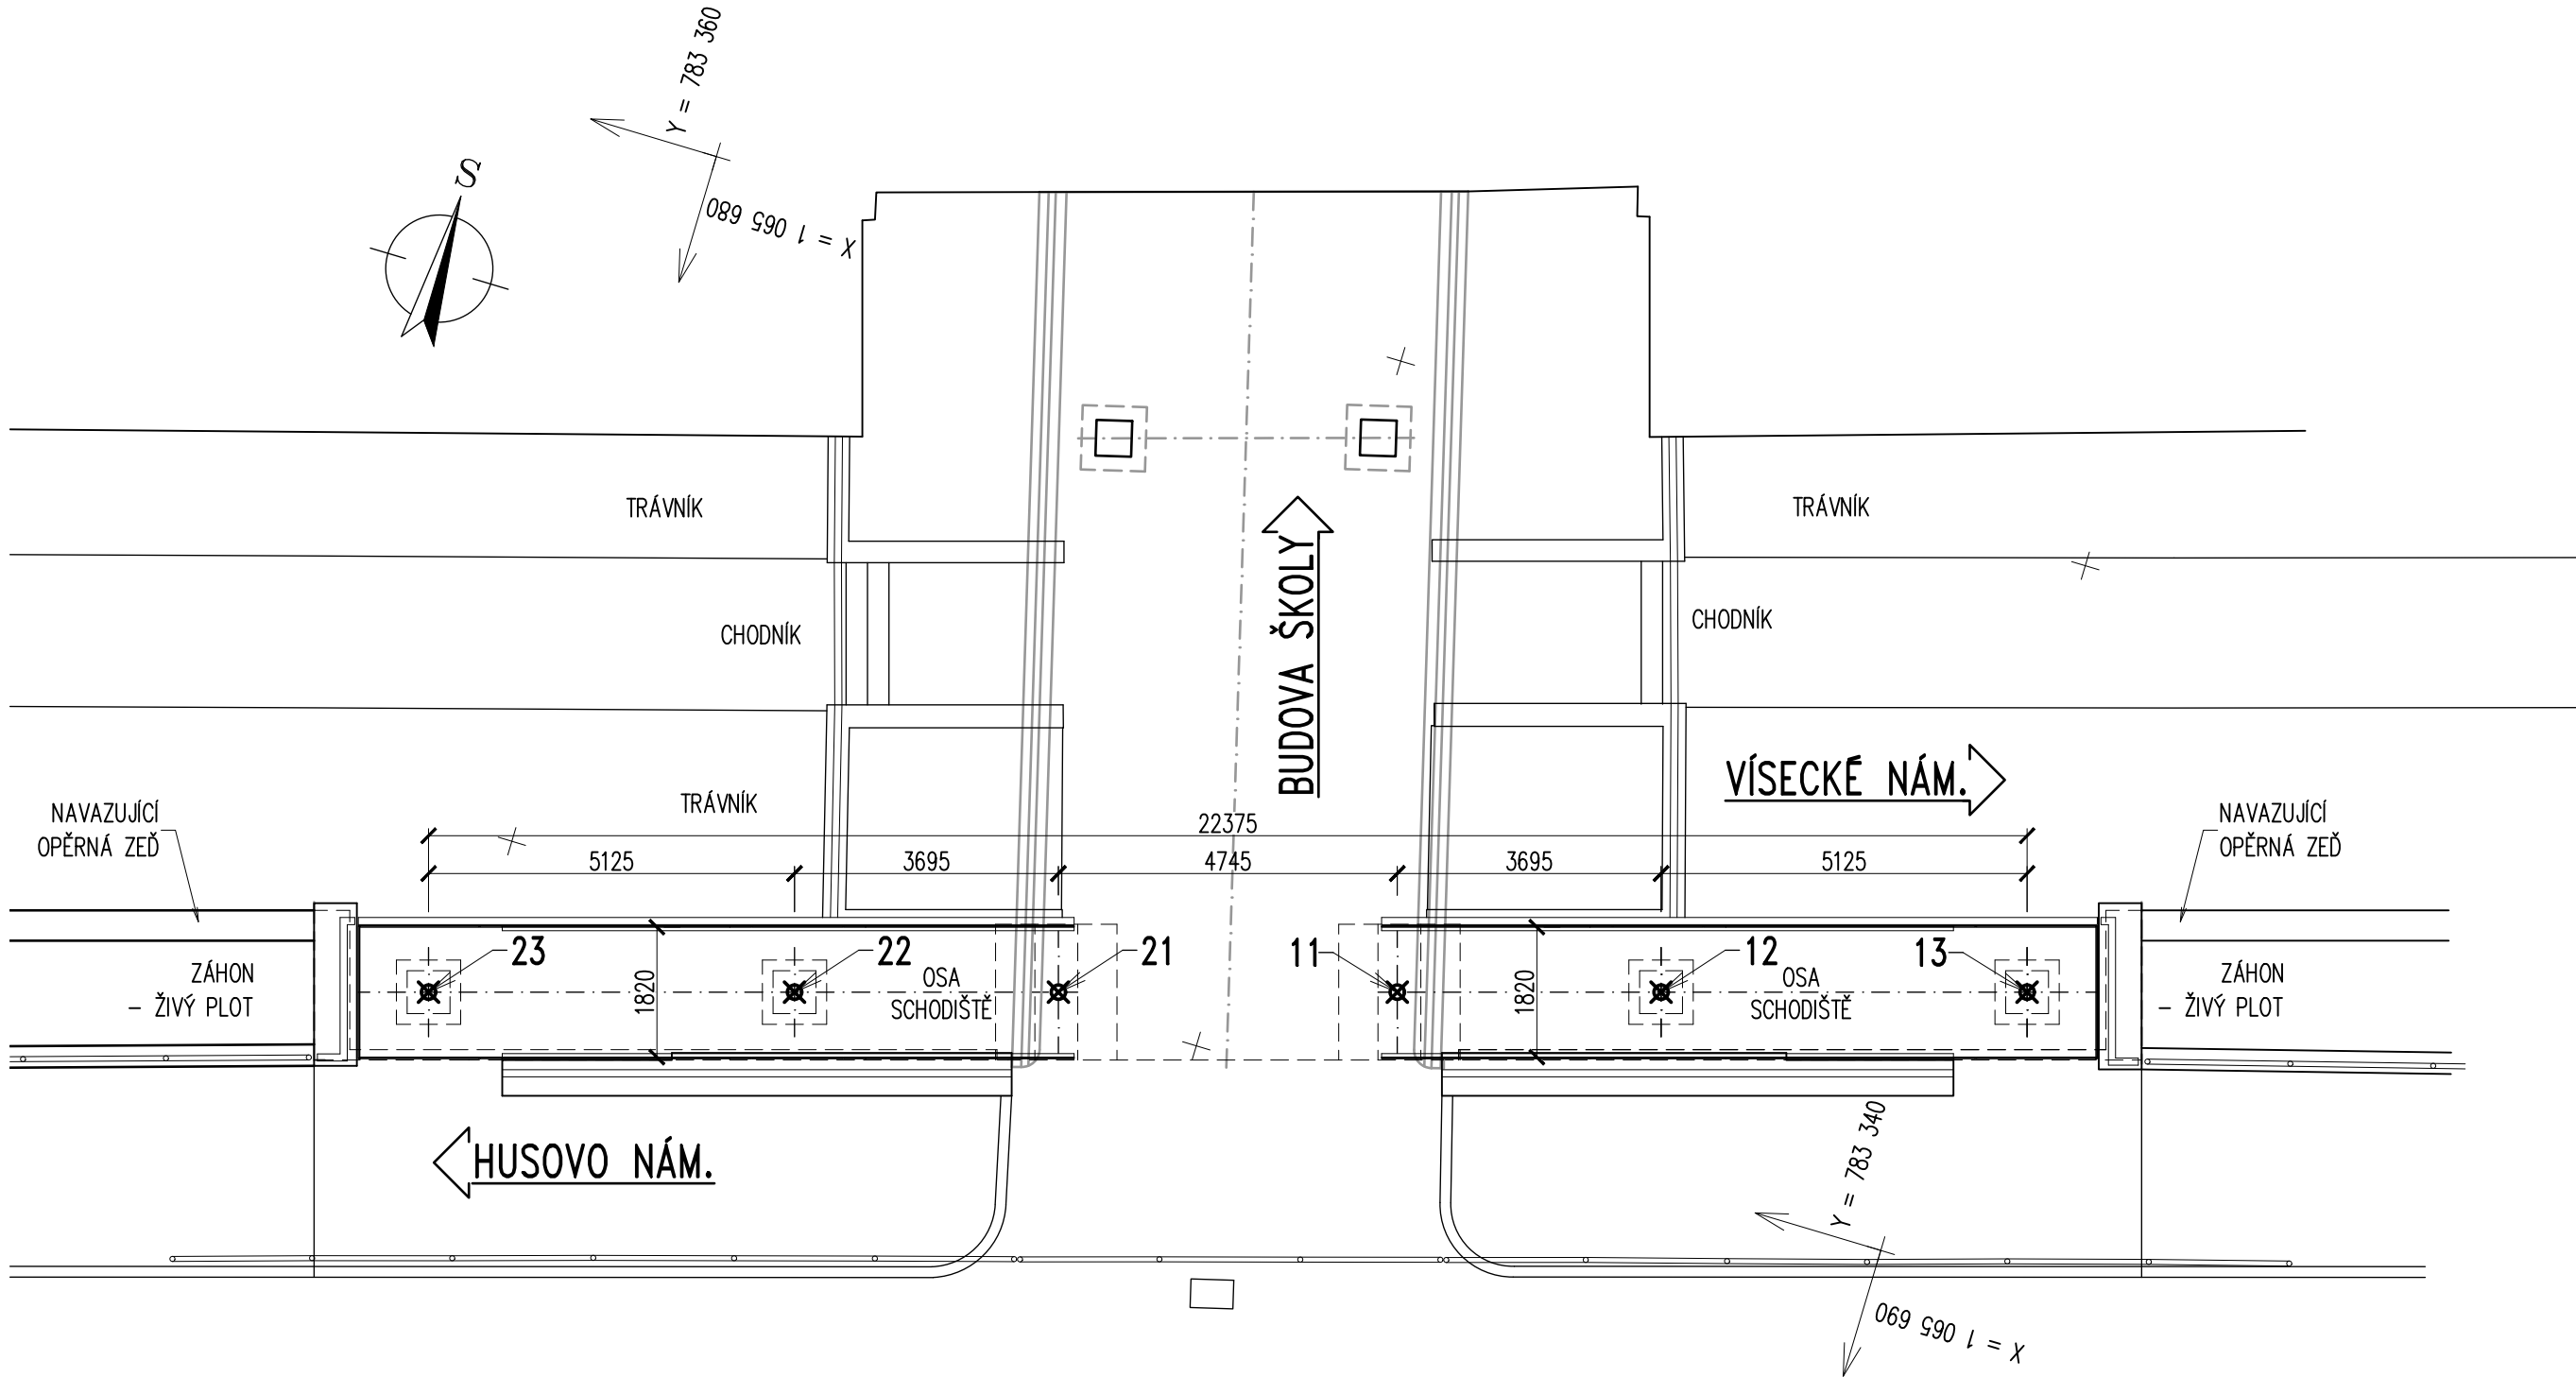 Y = 783 360
S
X = 1 065 680
TRÁVNÍK
TRÁVNÍK
CHODNÍK
CHODNÍK
BUDOVA ŠKOLY
VÍSECKÉ NÁM.
TRÁVNÍK
NAVAZUJÍCÍ
OPĚRNÁ ZEĎ
NAVAZUJÍCÍ
OPĚRNÁ ZEĎ
22375
5125
3695
4745
3695
5125
23
22
21
11
12
13
ZÁHON
– ŽIVÝ PLOT
1820
OSA
SCHODIŠTĚ
1820
OSA
SCHODIŠTĚ
ZÁHON
– ŽIVÝ PLOT
HUSOVO NÁM.
Y = 783 340
X = 1 065 690